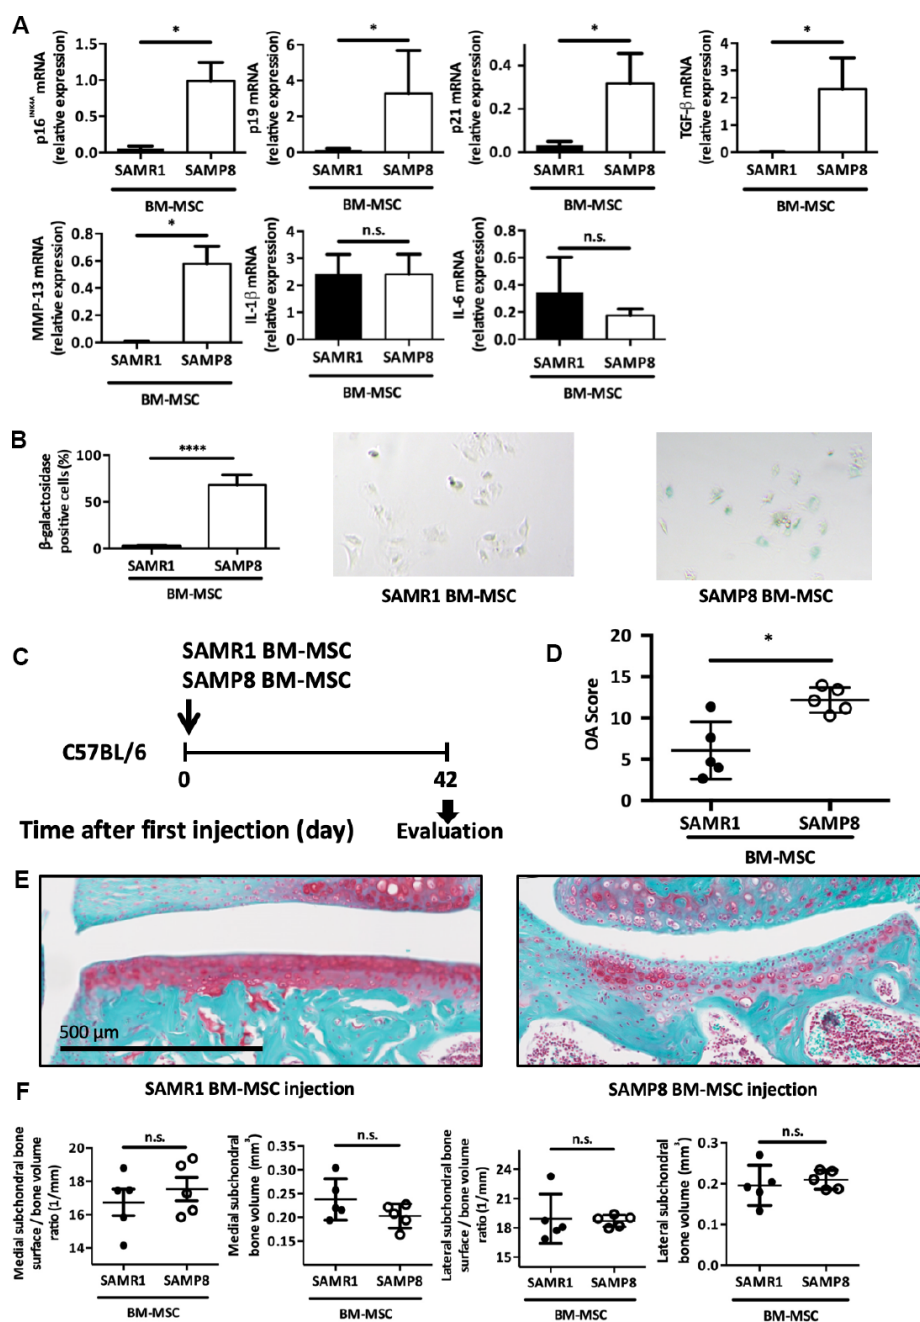 A
p16INK4A mRNA
(relative expression)
1.5
1.0
0.5
0.0
*
SAMR1 SAMP8
BM-MSC
p19 mRNA
(relative expression)
6
4
2
0
*
SAMR1 SAMP8
BM-MSC
p21 mRNA
(relative expression)
0.4
0.2
0.0
*
SAMR1 SAMP8
BM-MSC
TGF-β mRNA
(relative expression)
4
3
2
1
0
*
SAMR1 SAMP8
BM-MSC
MMP-13 mRNA
(relative expression)
0.8
0.6
0.4
0.2
0.0
*
SAMR1 SAMP8
BM-MSC
IL-1β mRNA
(relative expression)
4
3
2
1
0
n.s.
SAMR1 SAMP8
BM-MSC
IL-6 mRNA
(relative expression)
0.8
0.6
0.4
0.2
0.0
n.s.
SAMR1 SAMP8
BM-MSC
B
β-galactosidase
positive cells (%)
100
50
0
****
SAMR1 SAMP8
BM-MSC
SAMR1 BM-MSC
SAMP8 BM-MSC
C
SAMR1 BM-MSC
SAMP8 BM-MSC
C57BL/6
0
42
Time after first injection (day)
Evaluation
D
OA Score
20
15
10
5
0
*
SAMR1 SAMP8
BM-MSC
E
500 µm
SAMR1 BM-MSC injection
SAMP8 BM-MSC injection
F
Medial subchondral bone
surface / bone volume
ratio (1/mm)
20
18
16
14
n.s.
SAMR1 SAMP8
BM-MSC
Medial subchondral
bone volume (mm³)
0.35
0.30
0.25
0.20
0.15
n.s.
SAMR1 SAMP8
BM-MSC
Lateral subchondral bone
surface / bone volume
ratio (1/mm)
27
24
21
18
15
n.s.
SAMR1 SAMP8
BM-MSC
Lateral subchondral
bone volume (mm³)
0.3
0.2
0.1
0.0
n.s.
SAMR1 SAMP8
BM-MSC